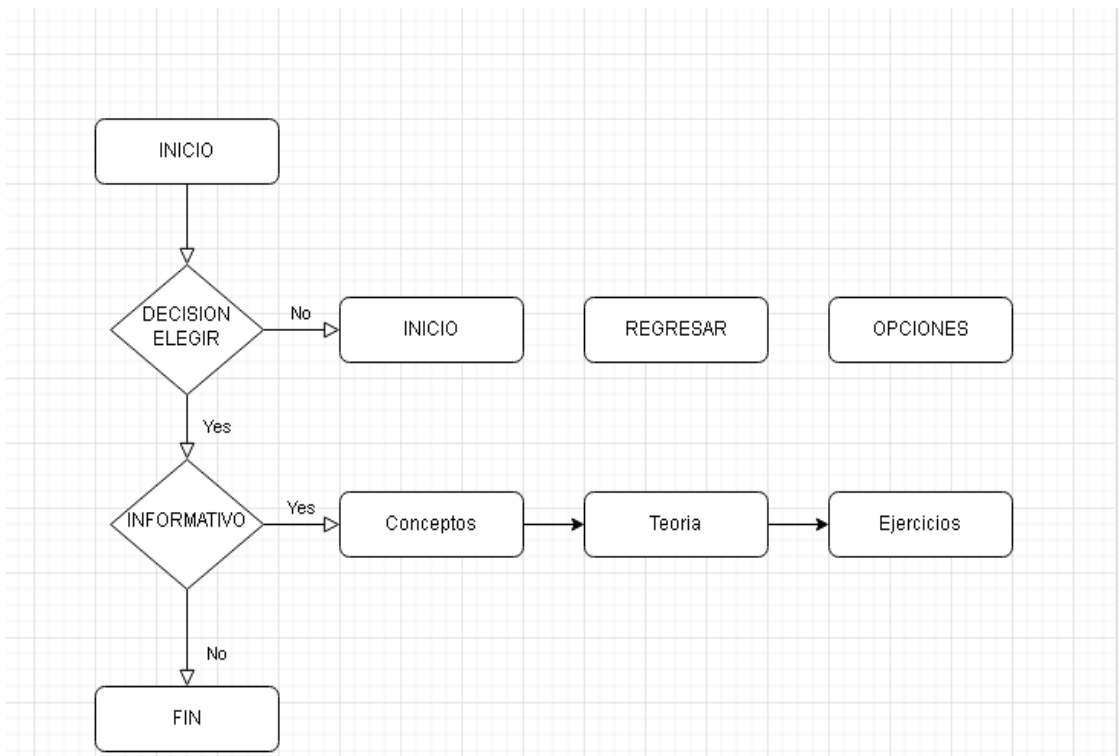 INICIO
DECISION
ELEGIR
No
INICIO
REGRESAR
OPCIONES
Yes
INFORMATIVO
Yes
Conceptos
Teoria
Ejercicios
No
FIN